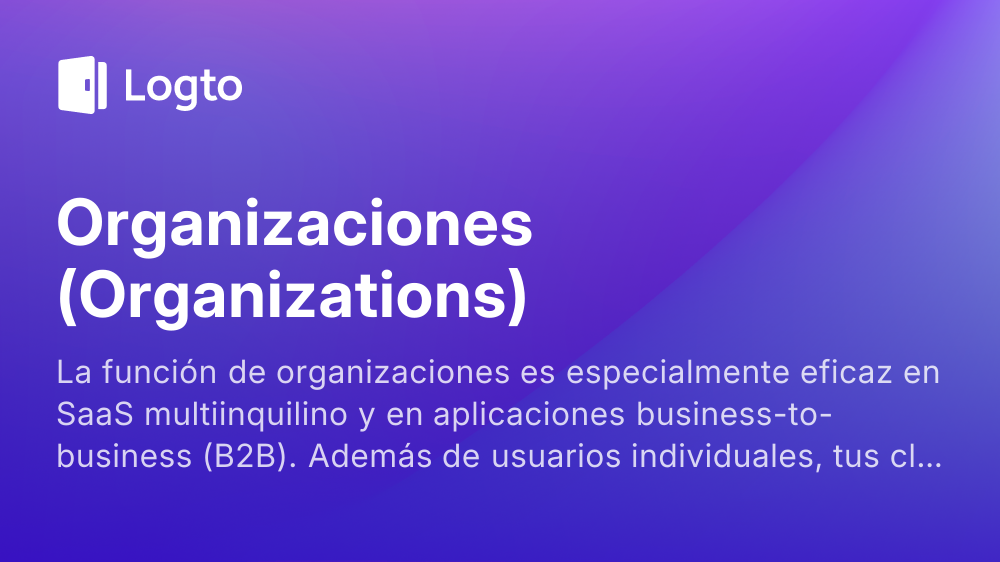 Logto
Organizaciones
(Organizations)
La función de organizaciones es especialmente eficaz en
SaaS multiinquilino y en aplicaciones business-to-
business (B2B). Además de usuarios individuales, tus cl...